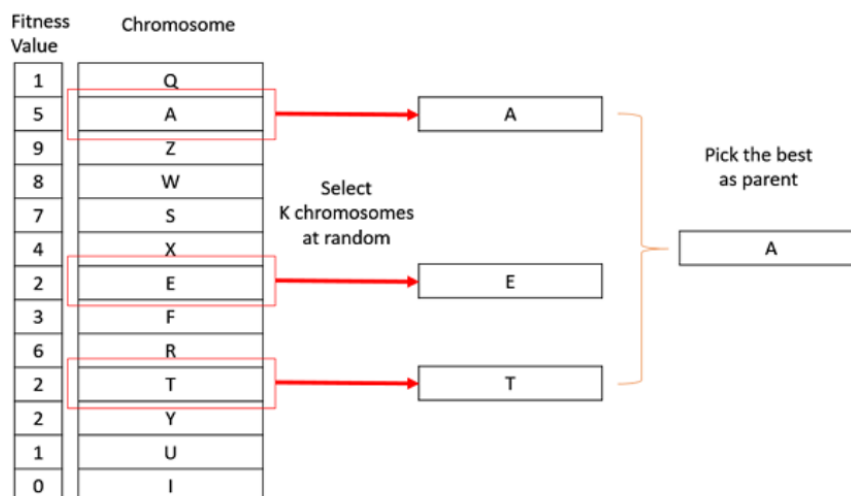 Fitness
Value
Chromosome
1 Q
5 A
9 Z
8 W
7 S
4 X
2 E
3 F
6 R
2 T
2 Y
1 U
0 I
Select
K chromosomes
at random
A
E
T
Pick the best
as parent
A